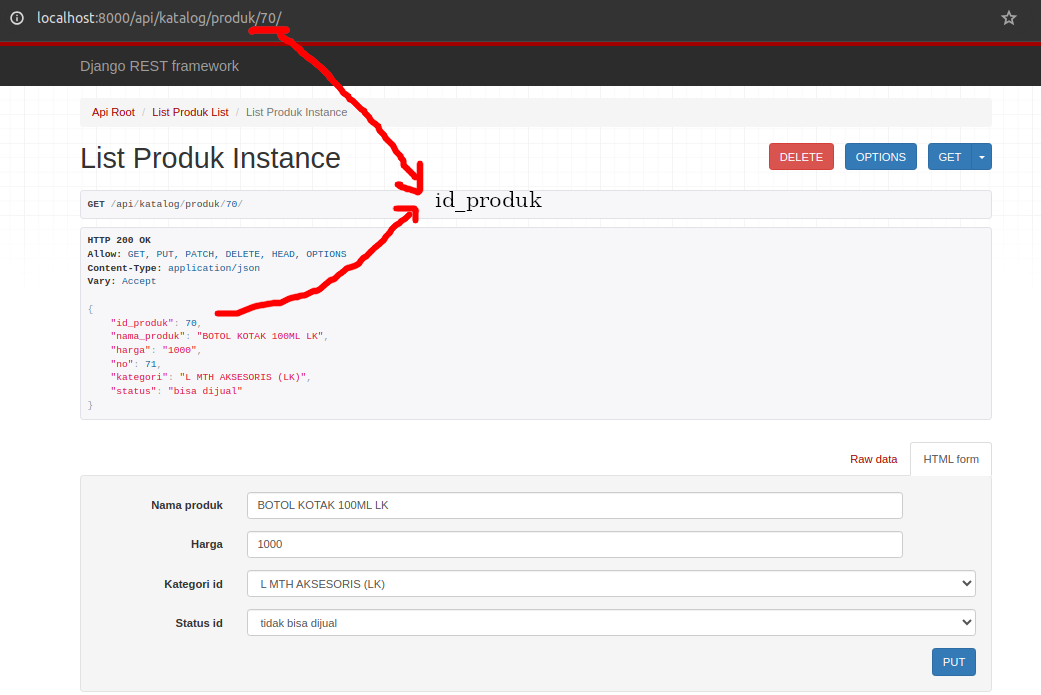 localhost:8000/api/katalog/produk/70/
Django REST framework
Api Root / List Produk List / List Produk Instance
List Produk Instance
DELETE OPTIONS GET
GET /api/katalog/produk/70/
id_produk
HTTP 200 OK
Allow: GET, PUT, PATCH, DELETE, HEAD, OPTIONS
Content-Type: application/json
Vary: Accept
{
"id_produk": 70,
"nama_produk": "BOTOL KOTAK 100ML LK",
"harga": "1000",
"no": 71,
"kategori": "L MTH AKSESORIS (LK)",
"status": "bisa dijual"
}
Raw data HTML form
Nama produk BOTOL KOTAK 100ML LK
Harga 1000
Kategori id L MTH AKSESORIS (LK)
Status id tidak bisa dijual
PUT